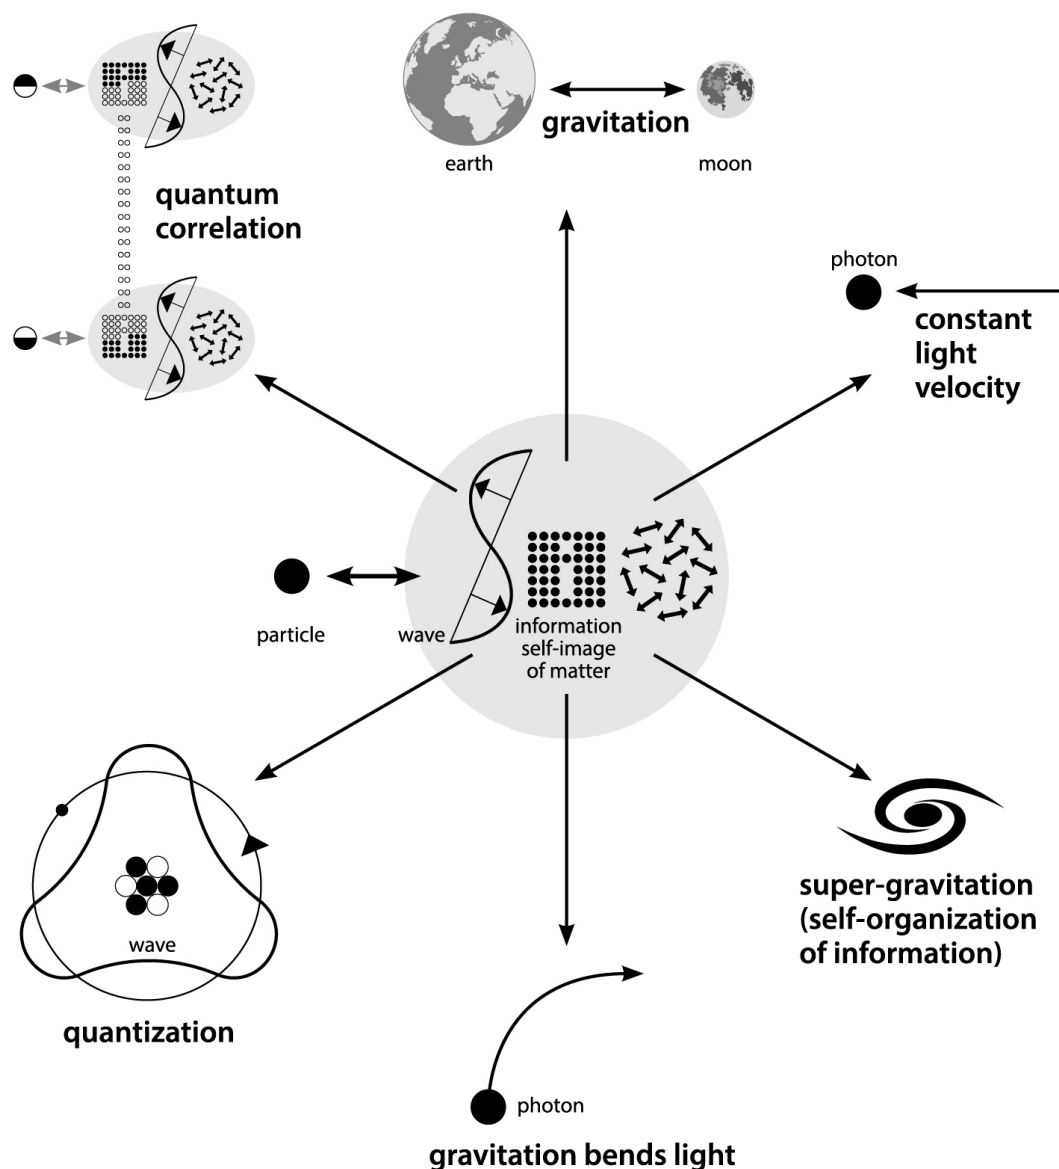 gravitation
earth
moon
quantum
correlation
photon
constant
light
velocity
particle
wave
information
self-image
of matter
wave
quantization
super-gravitation
(self-organization
of information)
photon
gravitation bends light